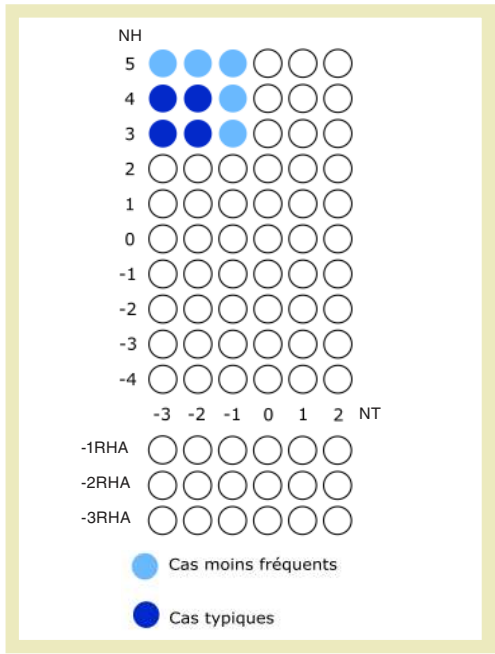 NH
5
4
3
2
1
0
-1
-2
-3
-4
-3 -2 -1 0 1 2 NT
-1RHA
-2RHA
-3RHA
Cas moins fréquents
Cas typiques